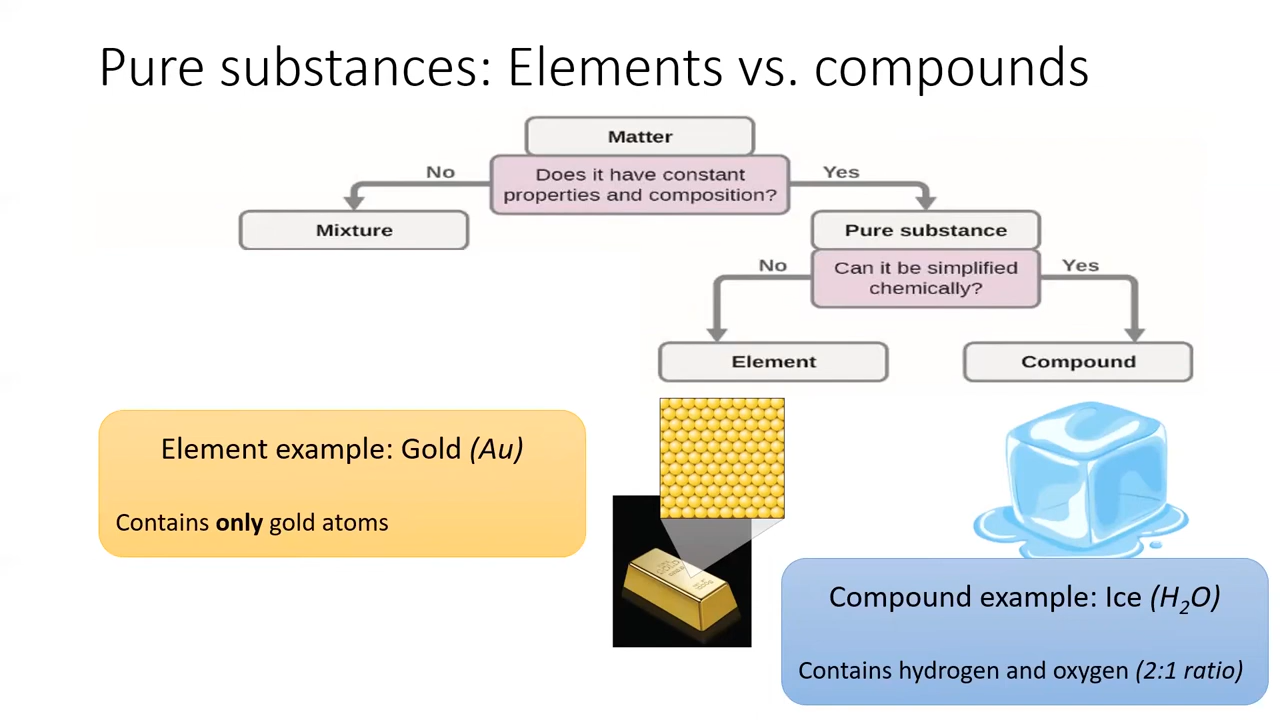 Pure substances: Elements vs. compounds
Matter
No
Does it have constant
properties and composition?
Yes
Mixture
Pure substance
No
Can it be simplified
chemically?
Yes
Element
Compound
Element example: Gold (Au)
Contains only gold atoms
Compound example: Ice (H₂O)
Contains hydrogen and oxygen (2:1 ratio)